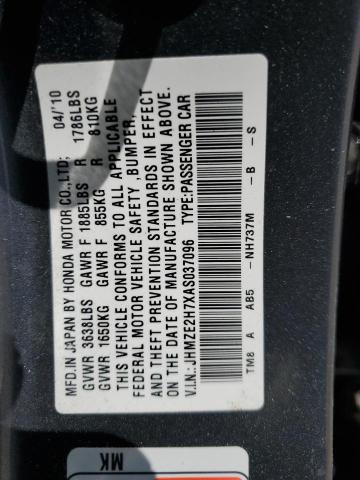 MFD.IN JAPAN BY HONDA MOTOR CO.,LTD; 04/'10
GVWR 3638LBS GAWR F 1885LBS R 1786LBS
GVWR 1650KG GAWR F 855KG R 810KG
THIS VEHICLE CONFORMS TO ALL APPLICABLE
FEDERAL MOTOR VEHICLE SAFETY ,BUMPER,
AND THEFT PREVENTION STANDARDS IN EFFECT
ON THE DATE OF MANUFACTURE SHOWN ABOVE.
V.I.N.: JHMZE2H7XAS037096 TYPE:PASSENGER CAR
TM8 A AB5 -NH737M -B -S
MK